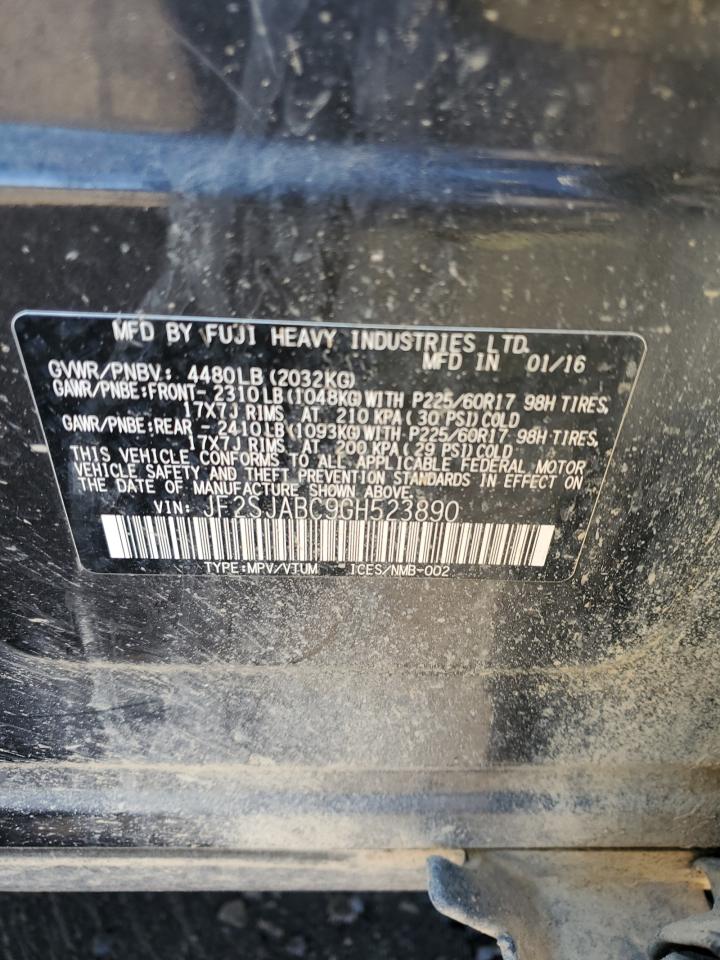 MFD BY FUJI HEAVY INDUSTRIES LTD.
MFD IN 01/16
GVWR/PNBV: 4480LB (2032KG)
GAWR/PNBE:FRONT- 2310LB (1048KG)WITH P225/60R17 98H TIRES,
17X7J RIMS AT 210 KPA (30 PSI)COLD
GAWR/PNBE:REAR - 2410LB (1093KG)WITH P225/60R17 98H TIRES,
17X7J RIMS AT 200 KPA (29 PSI)COLD
THIS VEHICLE CONFORMS TO ALL APPLICABLE FEDERAL MOTOR
VEHICLE SAFETY AND THEFT PREVENTION STANDARDS IN EFFECT ON
THE DATE OF MANUFACTURE SHOWN ABOVE.
VIN: JF2SJABC9GH523890
TYPE:MPV/VTUM ICES/NMB-002